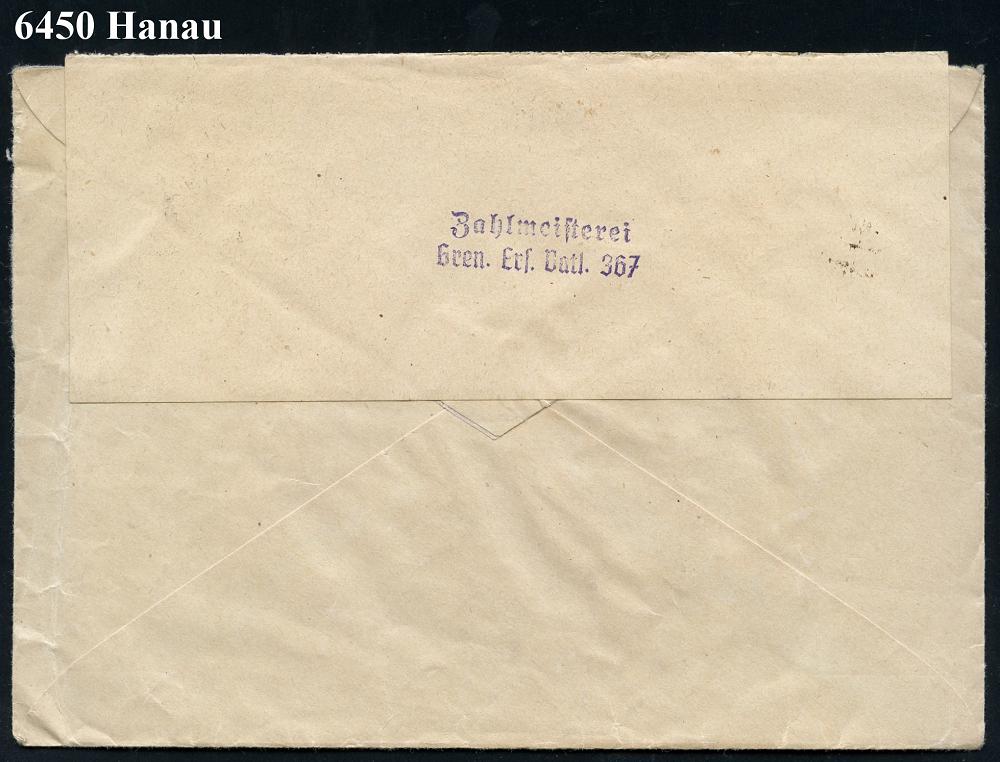 6450 Hanau
Zahlmeisterei
Gren. Ers. Batl. 367